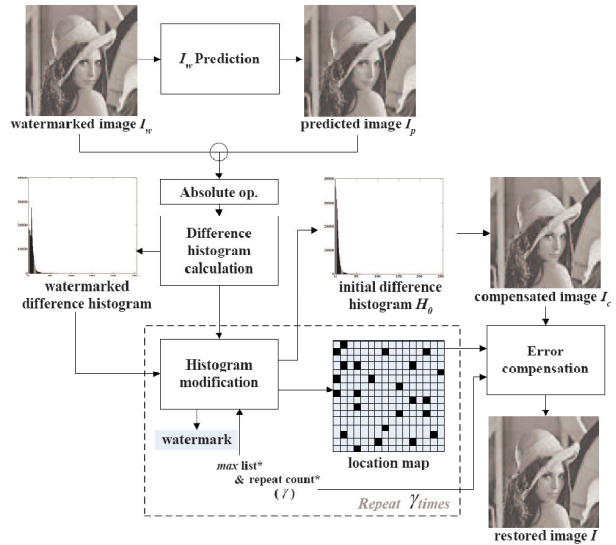 I_w Prediction
watermarked image I_w
predicted image I_p
Absolute op.
Difference
histogram
calculation
watermarked
difference histogram
initial difference
histogram H_0
compensated image I_c
Histogram
modification
Error
compensation
watermark
location map
max list*
& repeat count*
(γ)
Repeat γ times
restored image I